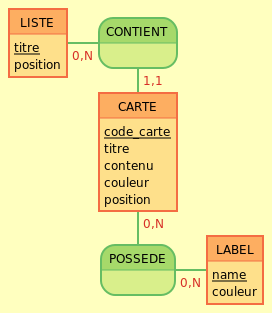 LISTE
titre
position
CONTIENT
0,N
1,1
CARTE
code_carte
titre
contenu
couleur
position
0,N
POSSEDE
0,N
LABEL
name
couleur